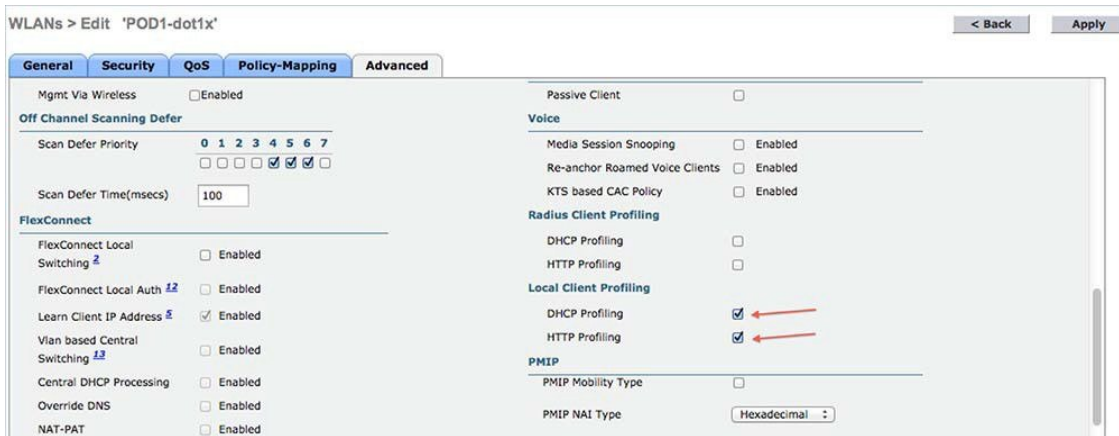 WLANs > Edit 'POD1-dot1x'
< Back
Apply
General Security QoS Policy-Mapping Advanced
Mgmt Via Wireless Enabled
Off Channel Scanning Defer
Scan Defer Priority 0 1 2 3 4 5 6 7
Scan Defer Time(msecs) 100
FlexConnect
FlexConnect Local
Switching 2 Enabled
FlexConnect Local Auth 12 Enabled
Learn Client IP Address 5 Enabled
Vlan based Central
Switching 13 Enabled
Central DHCP Processing Enabled
Override DNS Enabled
NAT-PAT Enabled
Passive Client
Voice
Media Session Snooping Enabled
Re-anchor Roamed Voice Clients Enabled
KTS based CAC Policy Enabled
Radius Client Profiling
DHCP Profiling
HTTP Profiling
Local Client Profiling
DHCP Profiling
HTTP Profiling
PMIP
PMIP Mobility Type
PMIP NAI Type Hexadecimal